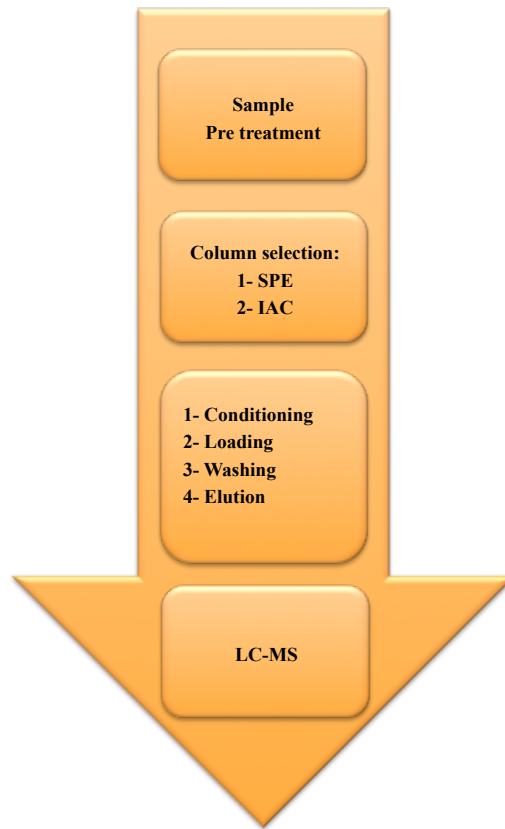 Sample
Pre treatment
Column selection:
1- SPE
2- IAC
1- Conditioning
2- Loading
3- Washing
4- Elution
LC-MS